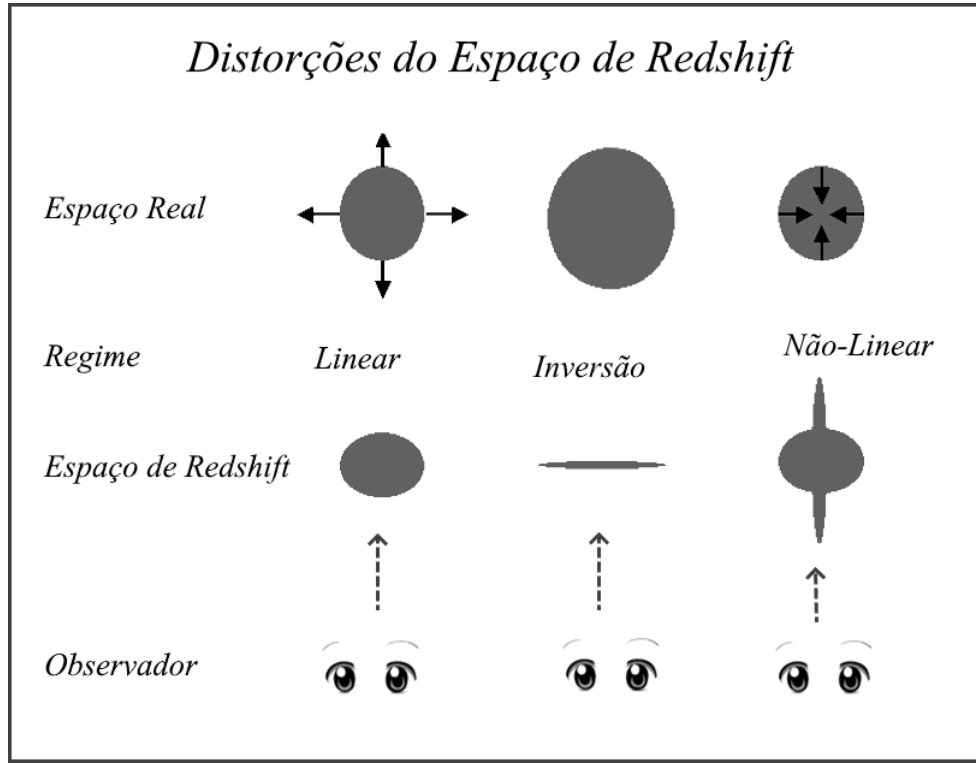 Distorções do Espaço de Redshift
Espaço Real
Regime
Linear
Inversão
Não-Linear
Espaço de Redshift
Observador